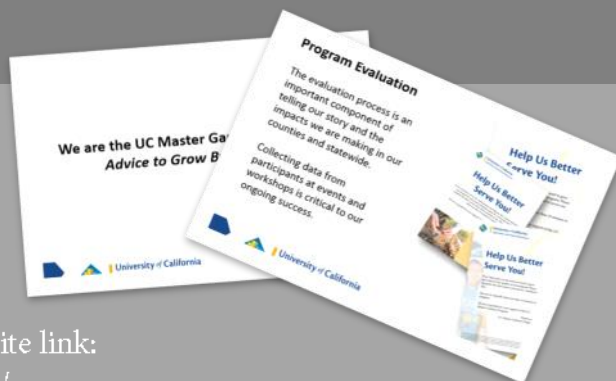 We are the UC Master Gar
Advice to Grow B
University of California
Program Evaluation
The evaluation process is an
important component of
telling our story and the
impacts we are making in our
counties and statewide.
Collecting data from
participants at events and
workshops is critical to our
ongoing success.
University of California
Help Us Better
Serve You!
Help Us Better
Serve You!
Help Us Better
Serve You!
ite link: